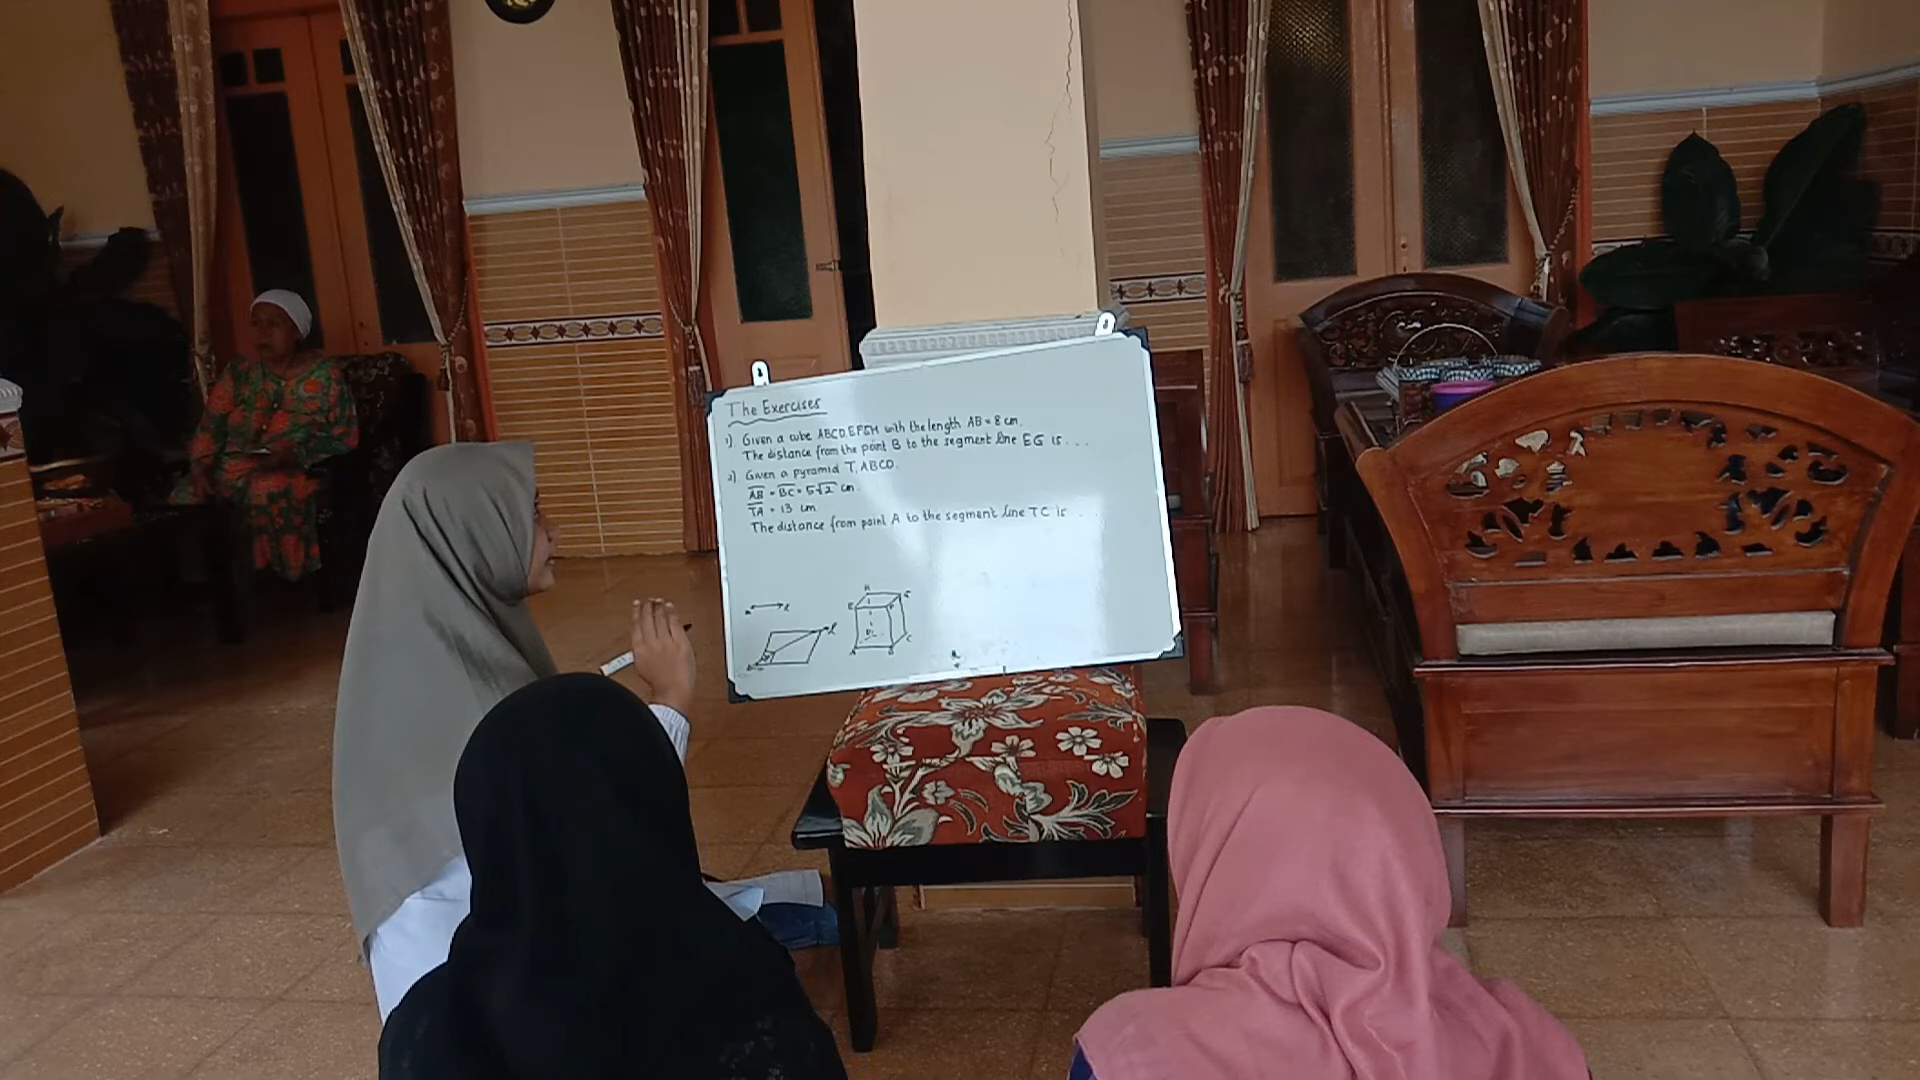 The Exercises
1) Given a cube ABCD.EFGH with the length AB = 8 cm.
The distance from the point B to the segment line EG is . . .
2) Given a pyramid T.ABCD.
AB = BC = 5√2 cm.
TA = 13 cm
The distance from point A to the segment line TC is . . .
H G
E F
D C
A B